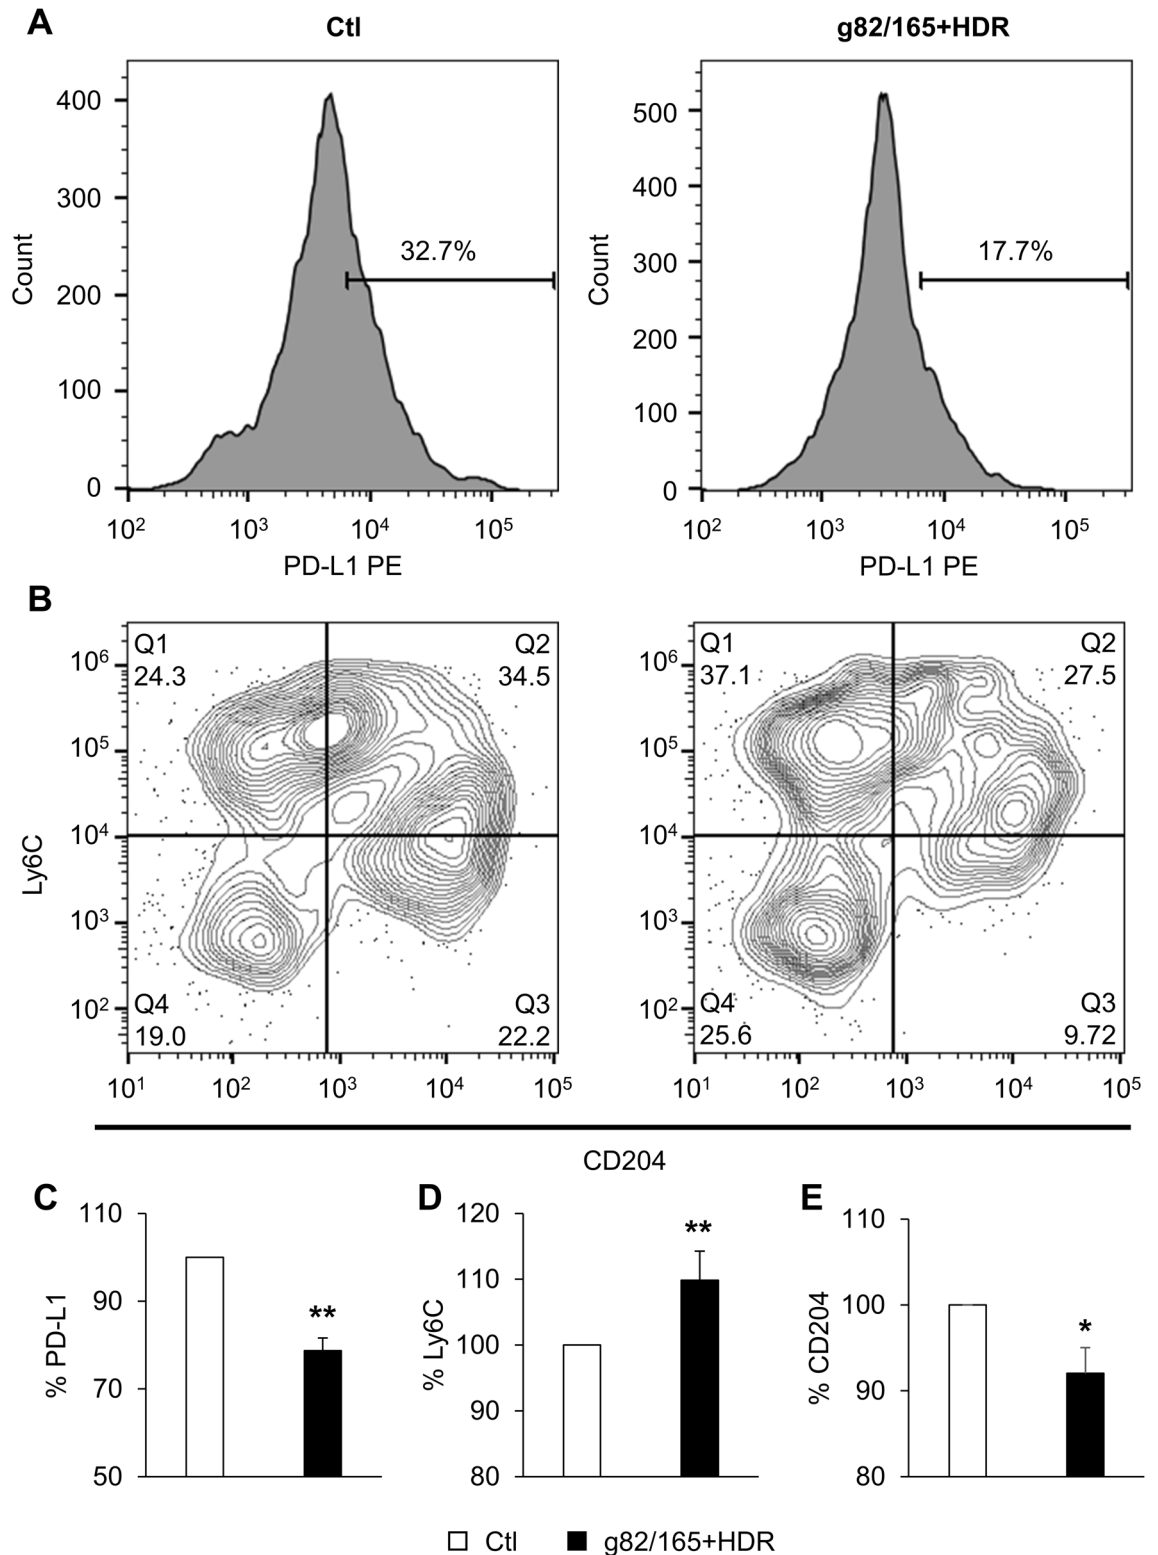 A
Ctl
g82/165+HDR
400
300
200
100
0
Count
32.7%
10² 10³ 10⁴ 10⁵
PD-L1 PE
500
400
300
200
100
0
Count
17.7%
10² 10³ 10⁴ 10⁵
PD-L1 PE
B
Q1
24.3
Q2
34.5
Q4
19.0
Q3
22.2
10⁶
10⁵
10⁴
10³
10²
Ly6C
10¹ 10² 10³ 10⁴ 10⁵
Q1
37.1
Q2
27.5
Q4
25.6
Q3
9.72
10⁶
10⁵
10⁴
10³
10²
10¹ 10² 10³ 10⁴ 10⁵
CD204
C
110
90
70
50
% PD-L1
**
D
120
110
100
90
80
% Ly6C
**
E
110
100
90
80
% CD204
*
Ctl
g82/165+HDR